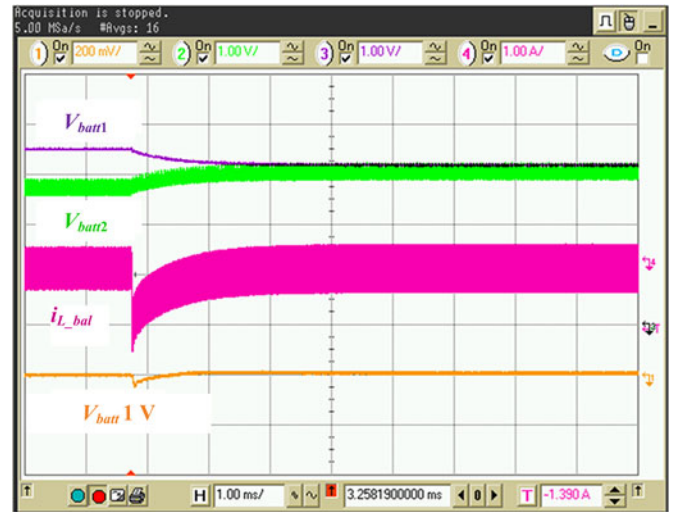 Acquisition is stopped.
5.00 MSa/s #Avgs: 16
1 On 200 mV/ 2 On 1.00 V/ 3 On 1.00 V/ 4 On 1.00 A/ On
Vbatt1
Vbatt2
iL_bal
Vbatt 1 V
H 1.00 ms/ 3.2581900000 ms 0 T -1.390 A